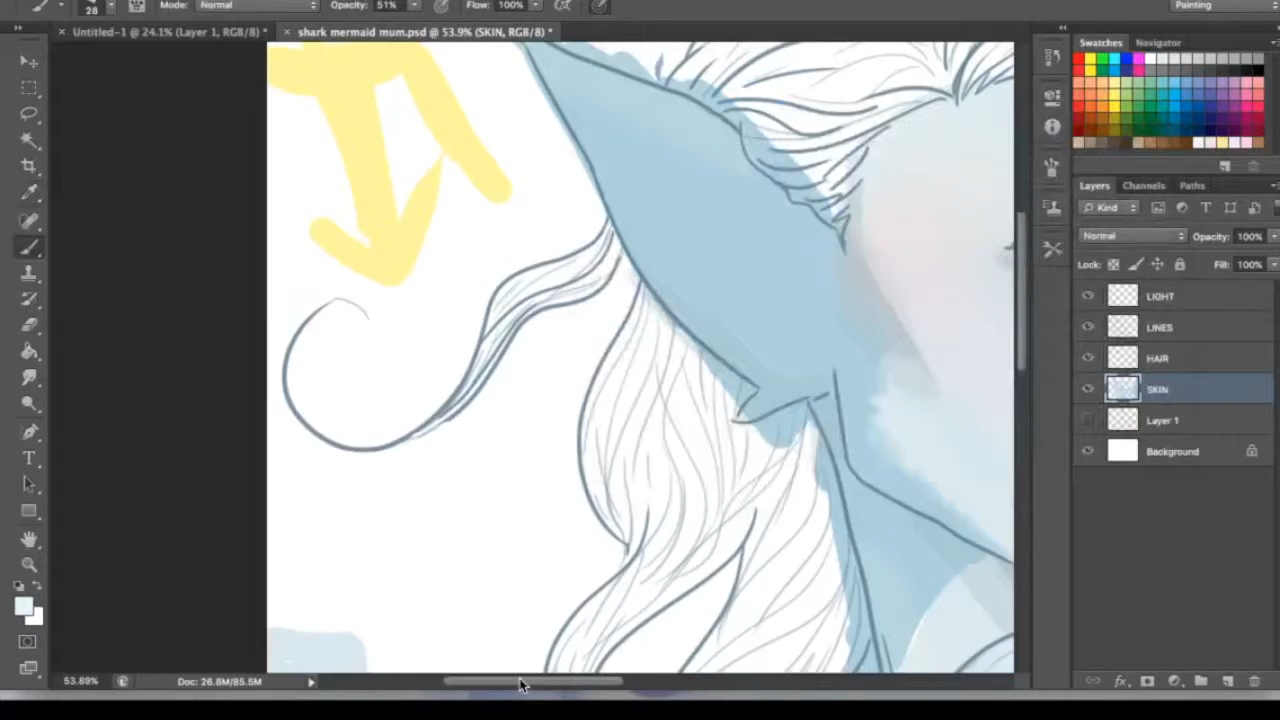 28 Mode: Normal Opacity: 51% Flow: 100% Painting
Untitled-1 @ 24.1% (Layer 1, RGB/8) * shark mermaid mum.psd @ 53.9% (SKIN, RGB/8) *
Swatches Navigator
Layers Channels Paths
Kind
Normal Opacity: 100%
Lock: Fill: 100%
LIGHT
LINES
HAIR
SKIN
Layer 1
Background
53.89% Doc: 26.8M/85.5M